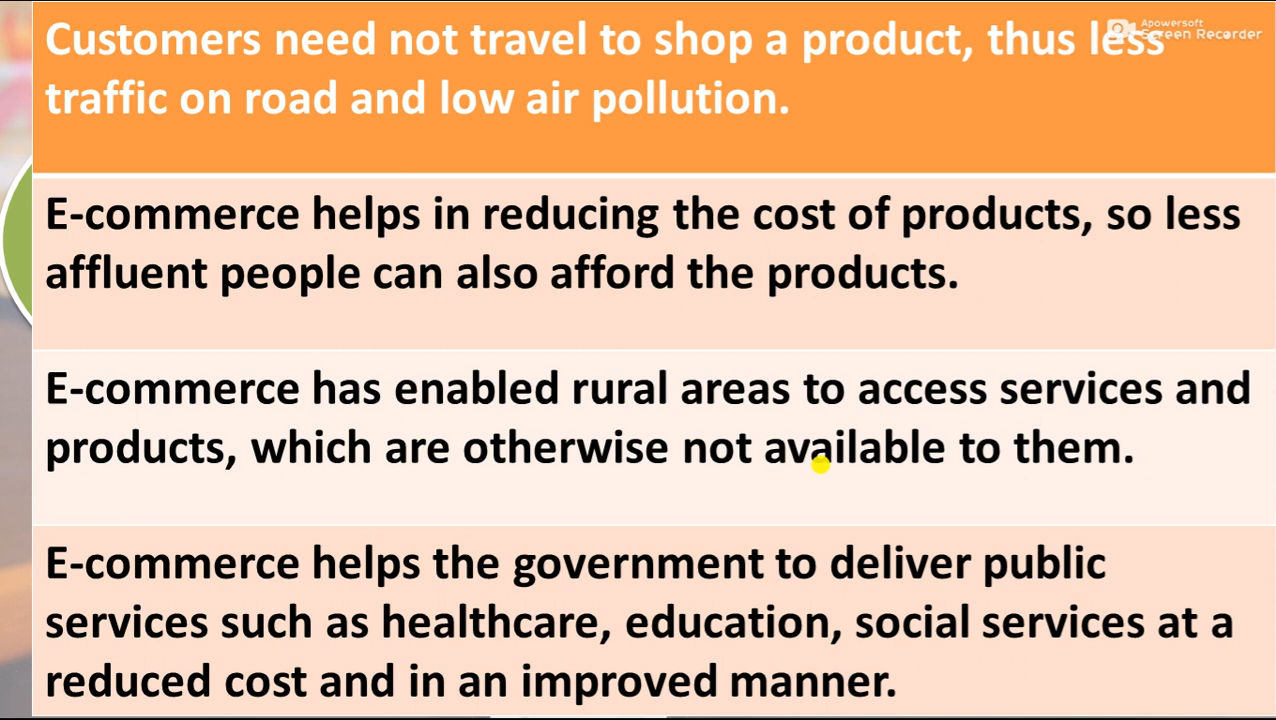 Customers need not travel to shop a product, thus less
Apowersoft
Screen Recorder
traffic on road and low air pollution.
E-commerce helps in reducing the cost of products, so less
affluent people can also afford the products.
E-commerce has enabled rural areas to access services and
products, which are otherwise not available to them.
E-commerce helps the government to deliver public
services such as healthcare, education, social services at a
reduced cost and in an improved manner.